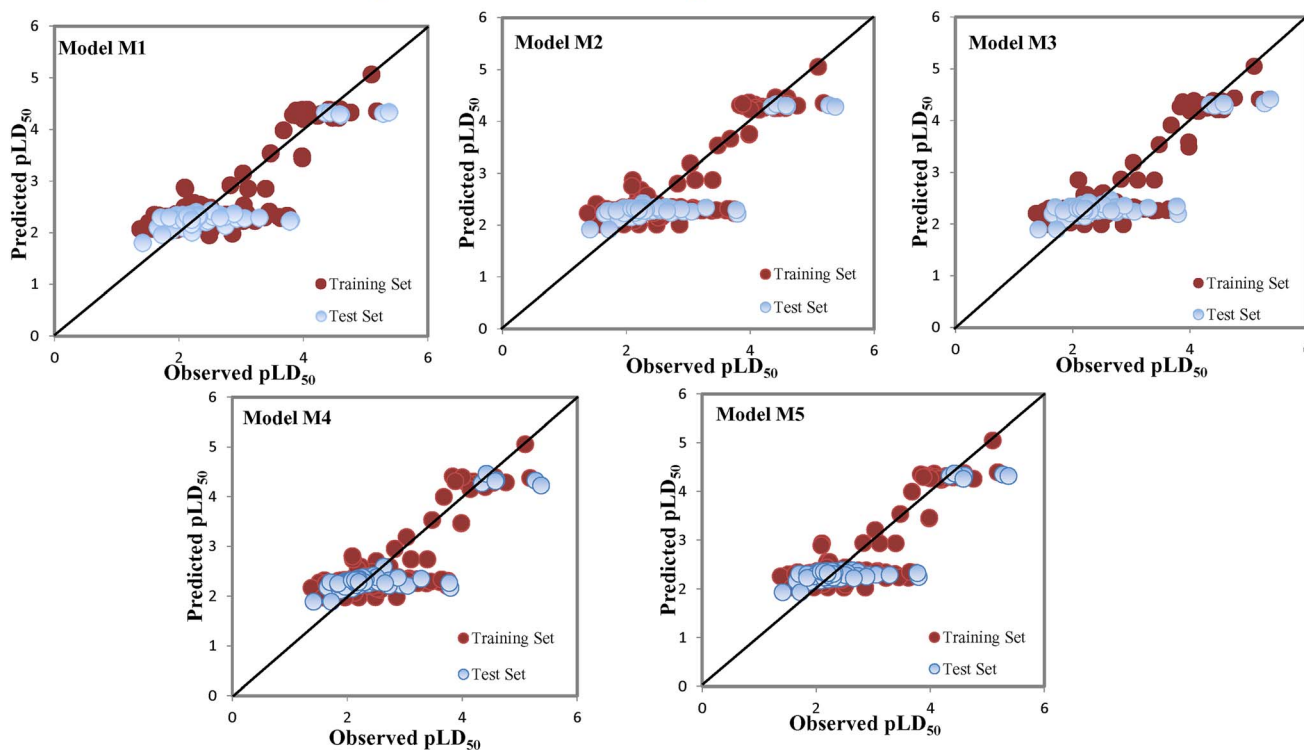 Model M1
Predicted pLD50
6
5
4
3
2
1
0
0
2
4
6
Training Set
Test Set
Observed pLD50
Model M2
Predicted pLD50
6
5
4
3
2
1
0
0
2
4
6
Training Set
Test Set
Observed pLD50
Model M3
Predicted pLD50
6
5
4
3
2
1
0
0
2
4
6
Training Set
Test Set
Observed pLD50
Model M4
Predicted pLD50
6
5
4
3
2
1
0
0
2
4
6
Training Set
Test Set
Observed pLD50
Model M5
Predicted pLD50
6
5
4
3
2
1
0
0
2
4
6
Training Set
Test Set
Observed pLD50